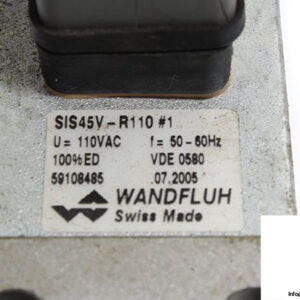 SIS45V-R110 #1
U = 110VAC f = 50-60Hz
100%ED VDE 0580
59108485 .07.2005
WANDFLUH
Swiss Made